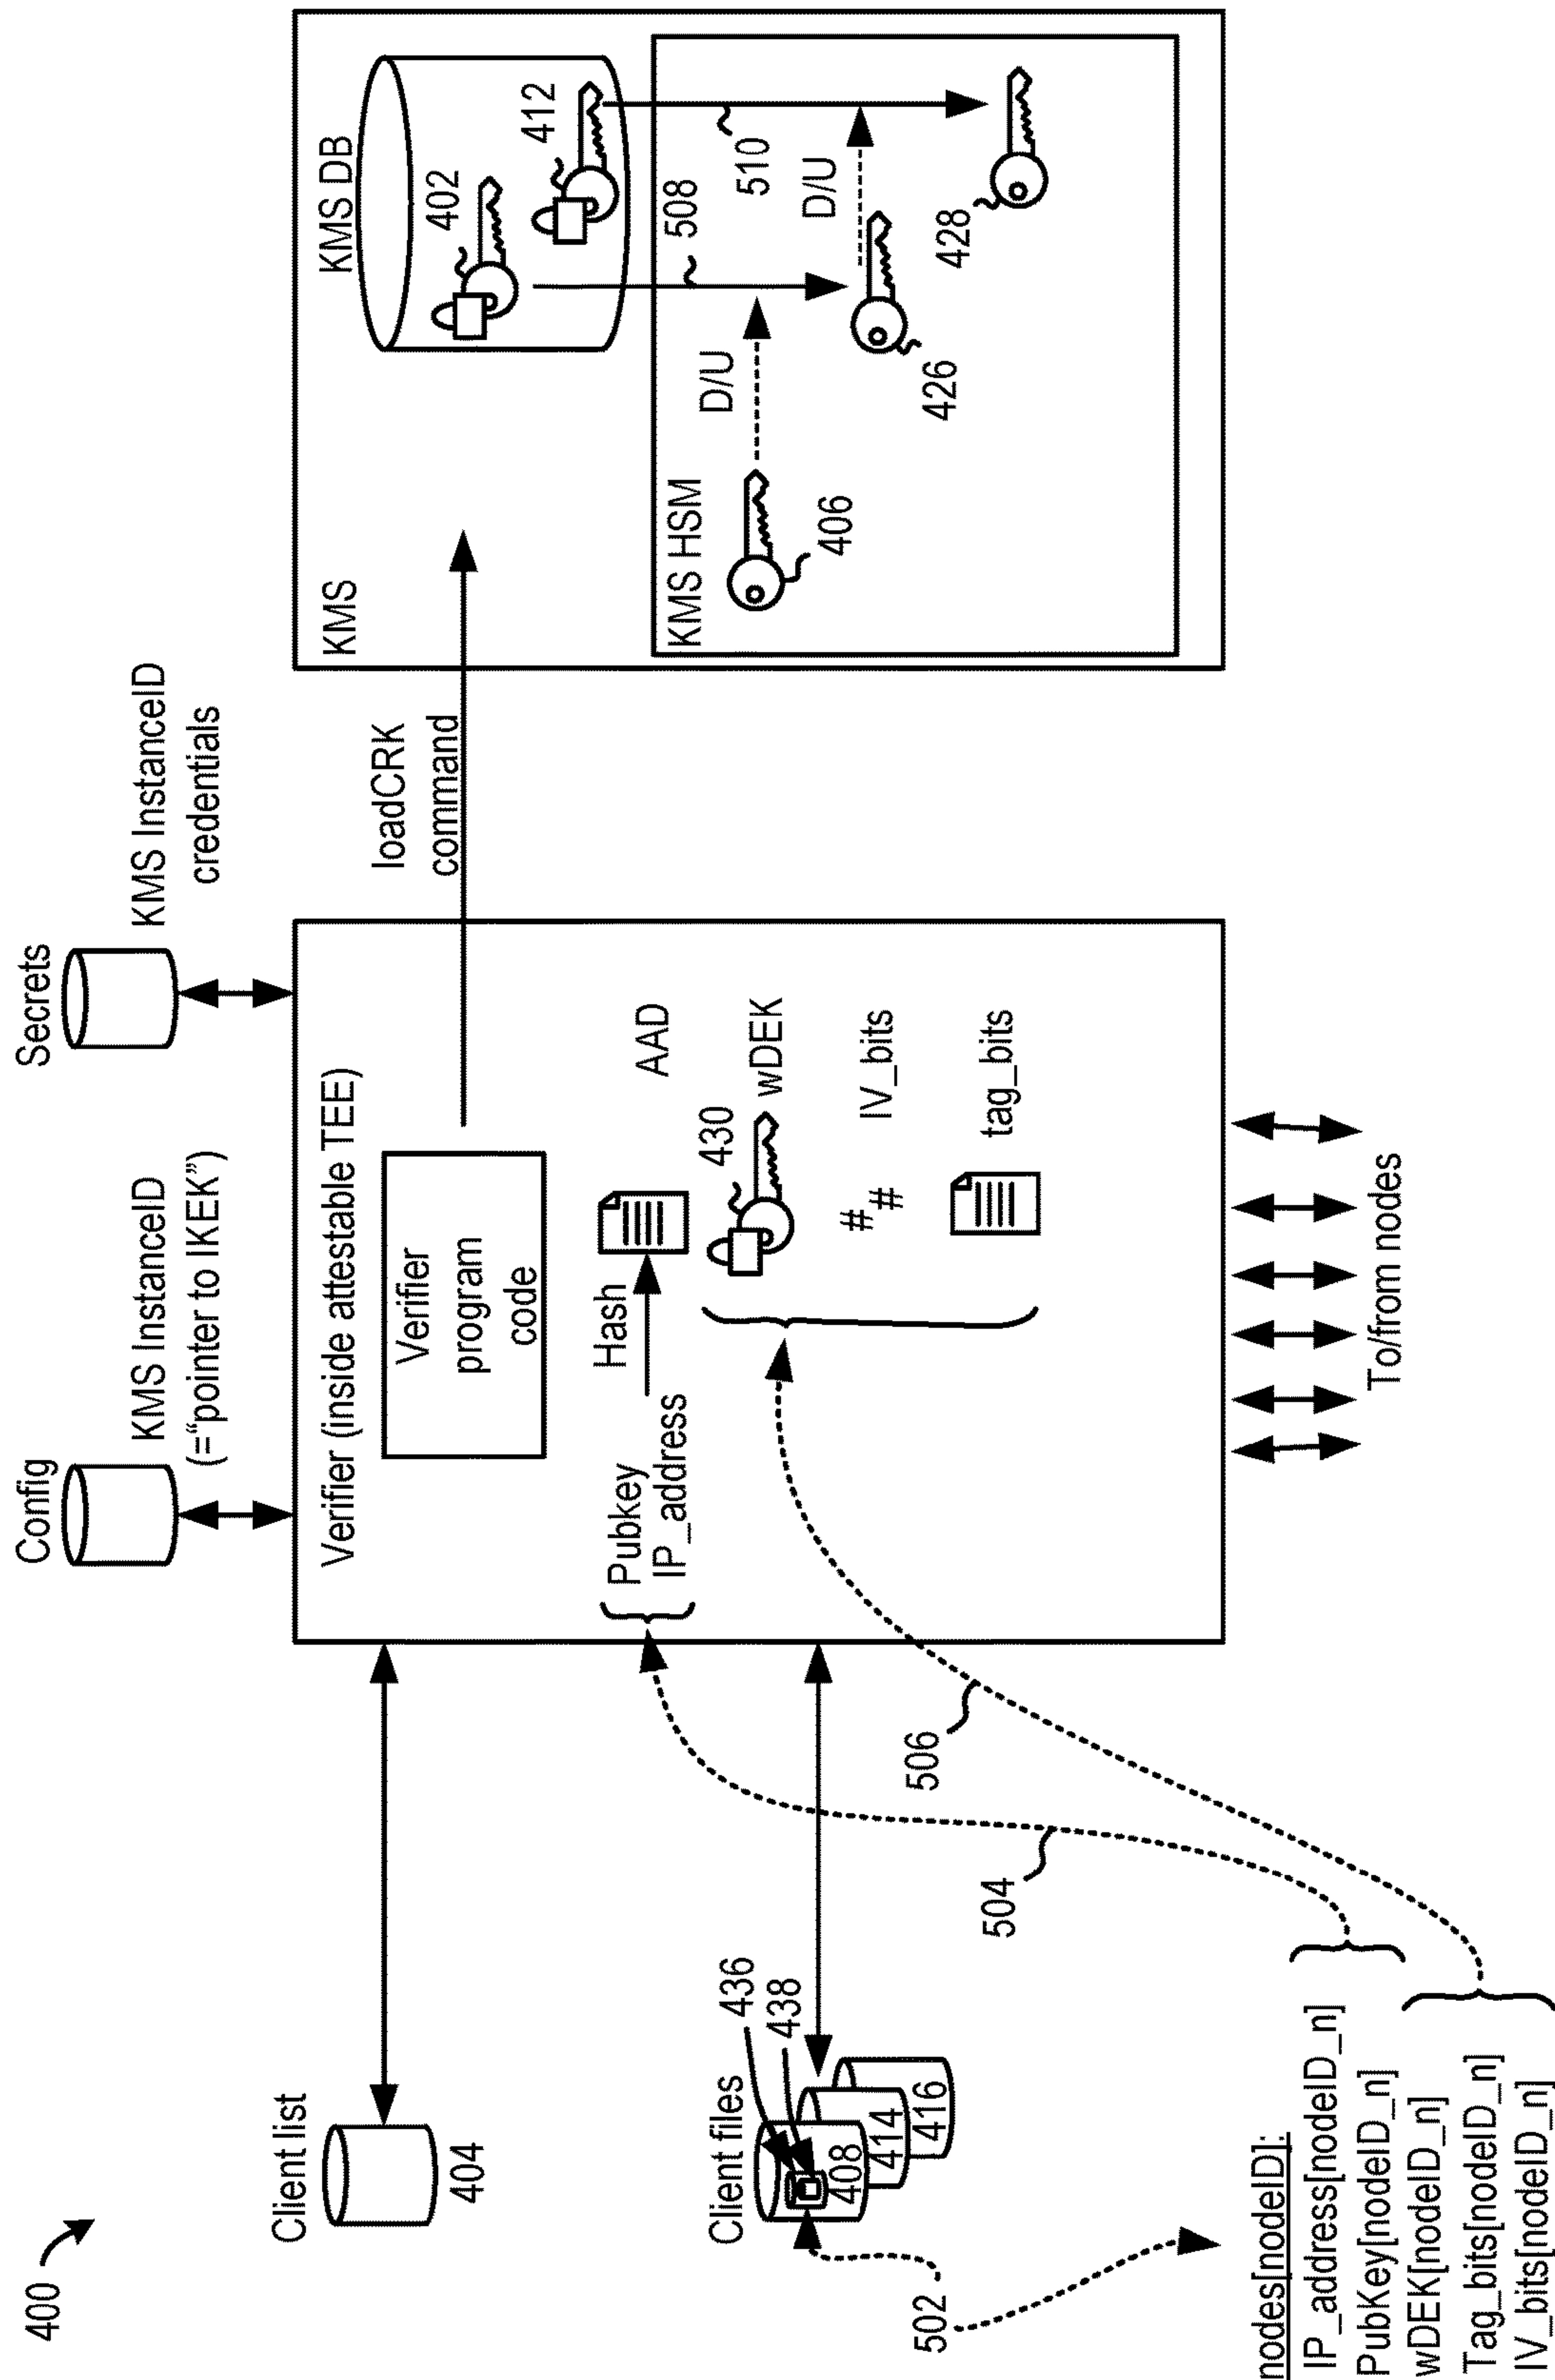 400
Config
KMS InstanceID
(="pointer to IKEK”)
Secrets
KMS InstanceID
credentials
Client list
404
Verifier (inside attestable TEE)
Verifier
program
code
loadCRK
command
KMS
KMS DB
402
412
Client files
436
438
408
414
416
Pubkey
IP_address
Hash
AAD
430
wDEK
#
#
IV_bits
tag_bits
KMS HSM
406
D/U
508
510
D/U
426
428
502
504
506
To/from nodes
nodes[nodeID]:
IP_address[nodeID_n]
PubKey[nodeID_n]
wDEK[nodeID_n]
Tag_bits[nodeID_n]
IV_bits[nodeID_n]